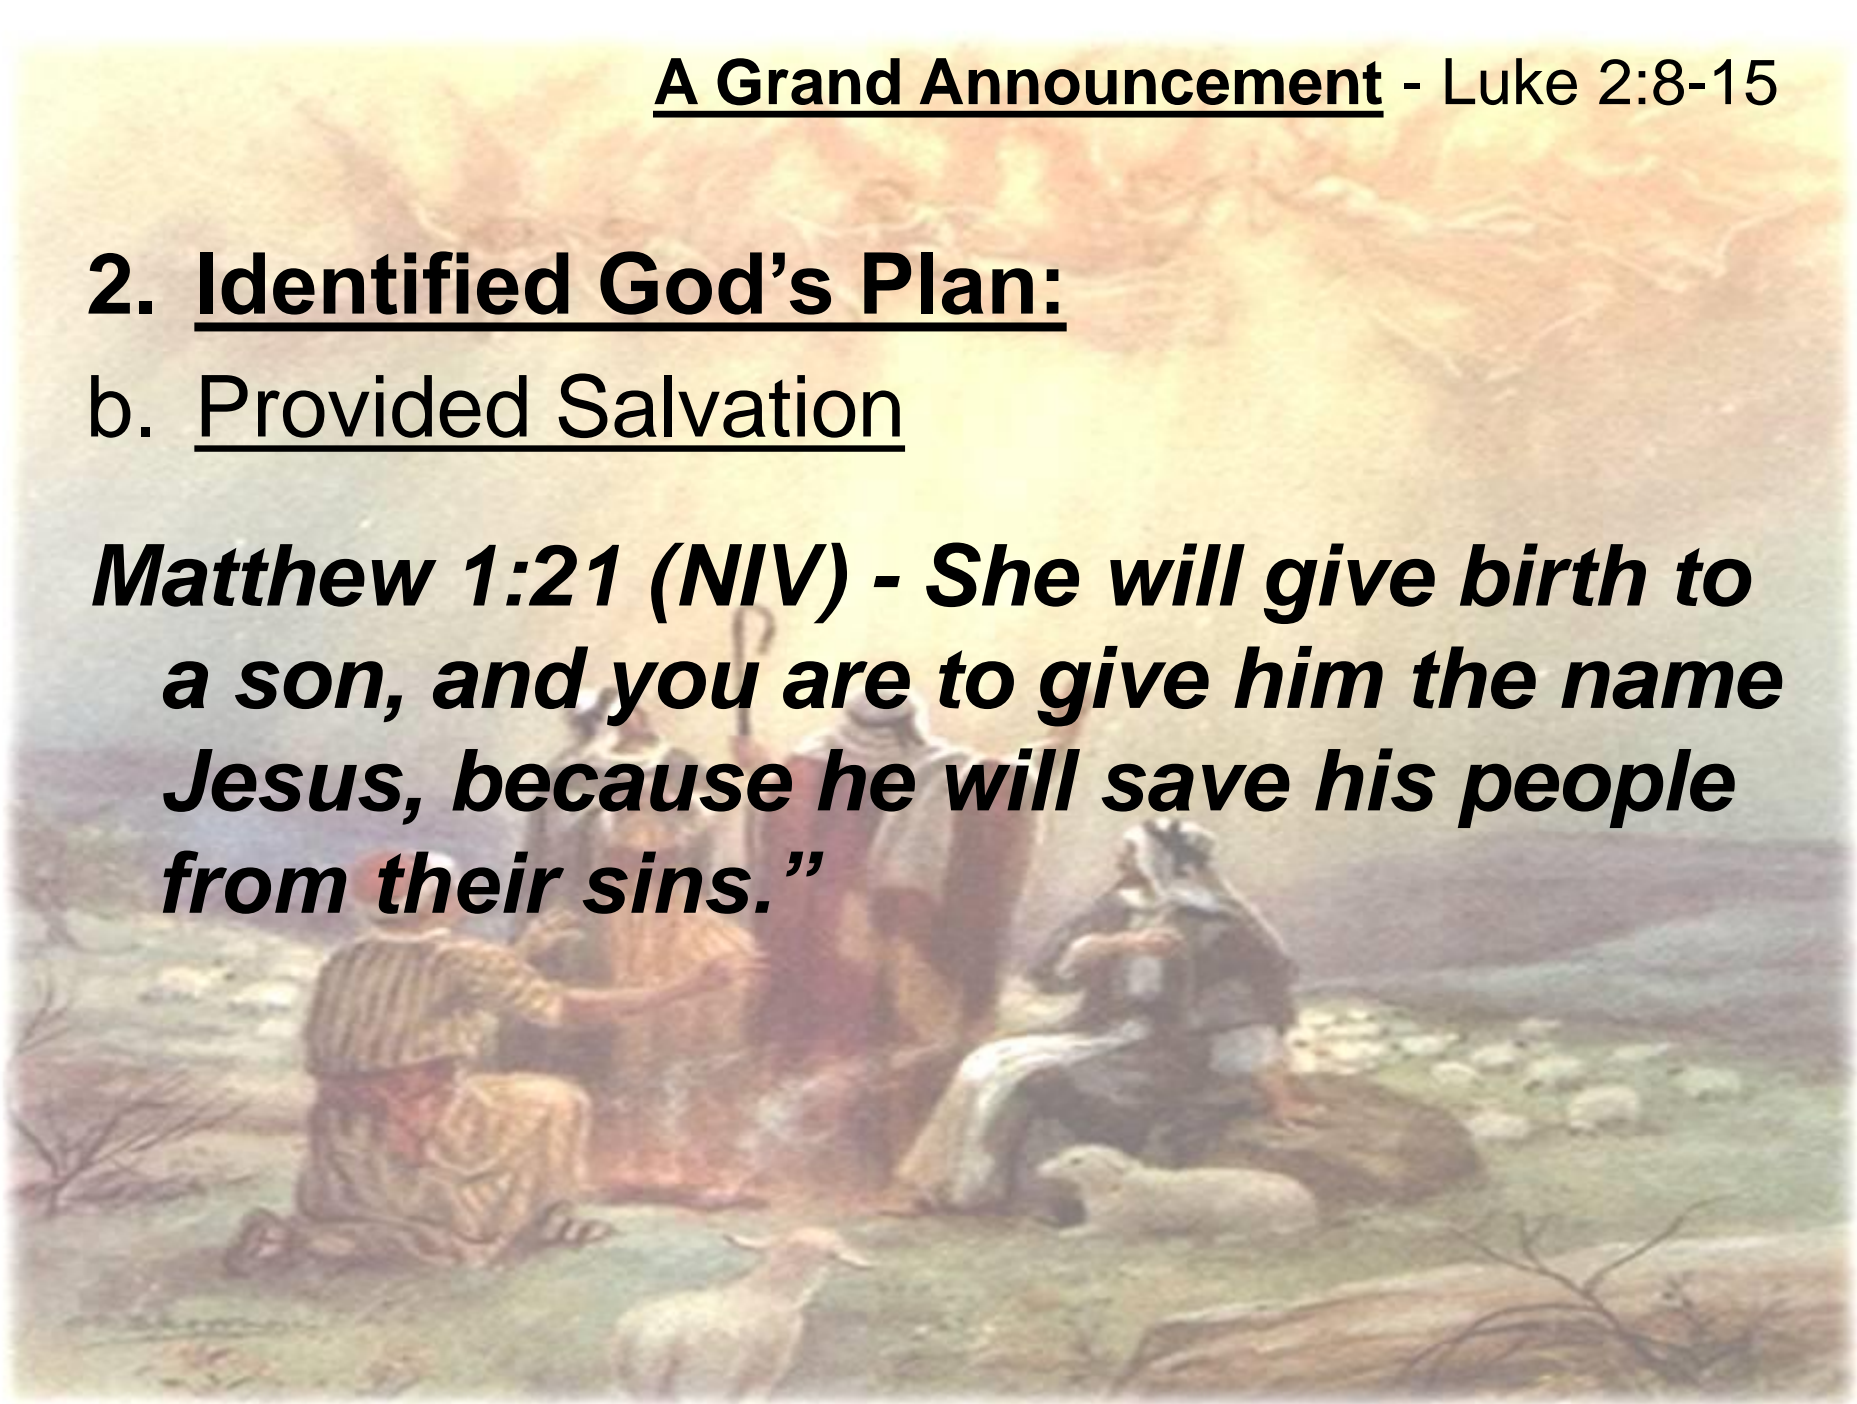 A Grand Announcement - Luke 2:8-15
2. Identified God’s Plan:
b. Provided Salvation
Matthew 1:21 (NIV) - She will give birth to
a son, and you are to give him the name
Jesus, because he will save his people
from their sins.”